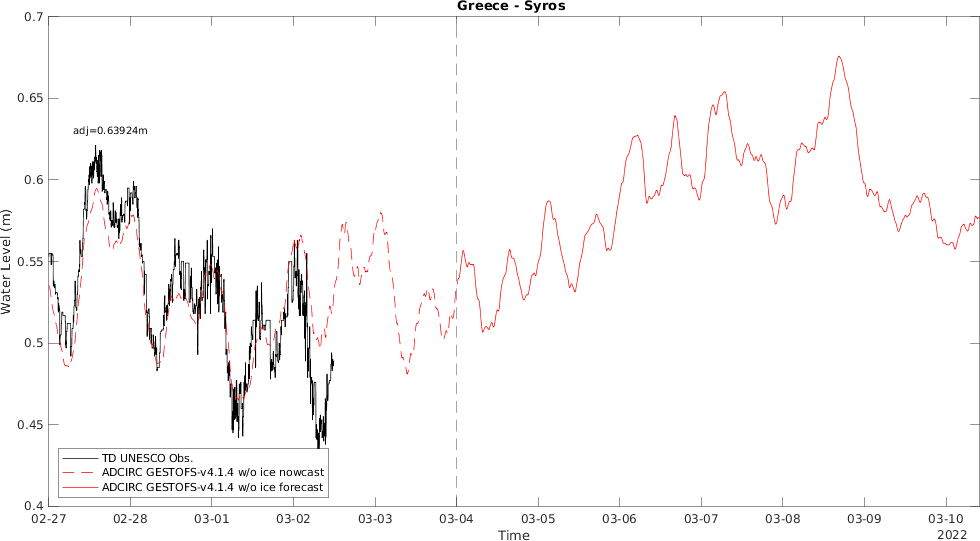 Greece - Syros
0.7
0.65
0.6
0.55
0.5
0.45
0.4
Water Level (m)
adj=0.63924m
TD UNESCO Obs.
ADCIRC GESTOFS-v4.1.4 w/o ice nowcast
ADCIRC GESTOFS-v4.1.4 w/o ice forecast
02-27 02-28 03-01 03-02 03-03 03-04 03-05 03-06 03-07 03-08 03-09 03-10
Time
2022